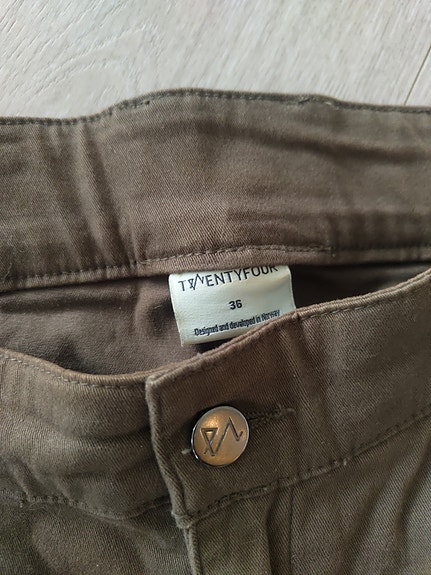 TWENTYFOUR
36
Designed and developed in Norway